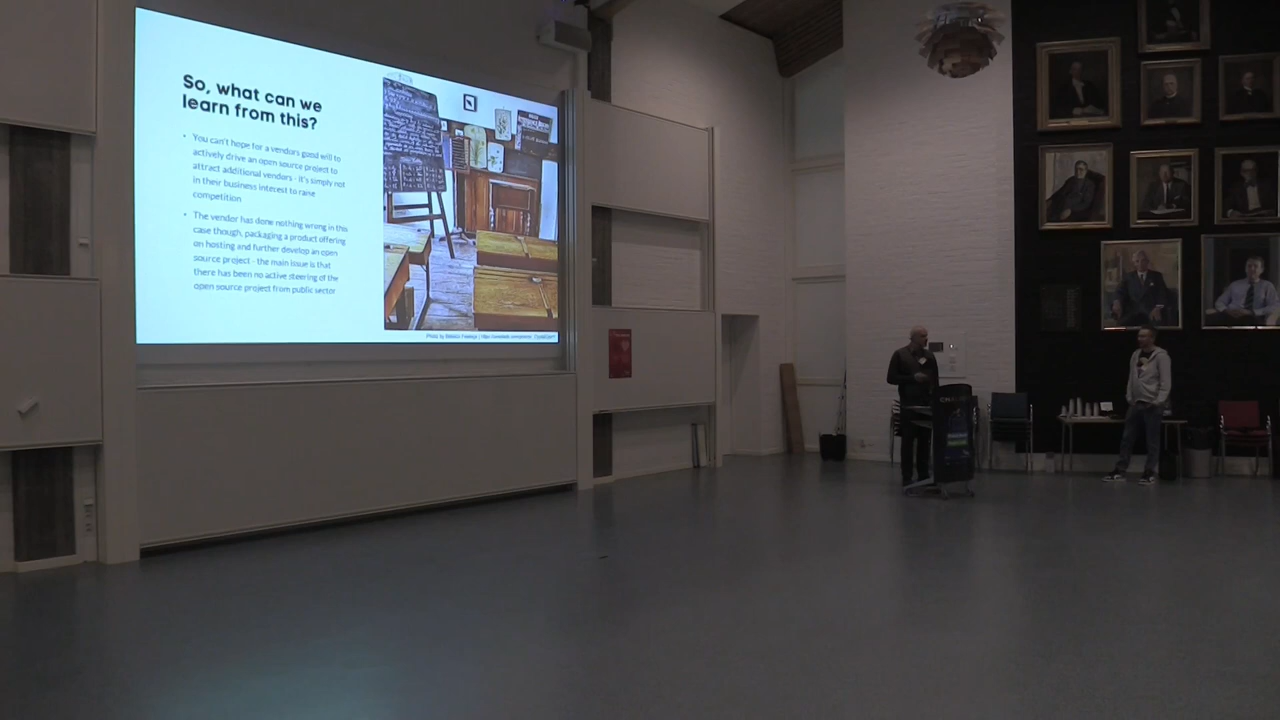 So, what can we
learn from this?
• You can't hope for a vendors good will to
actively drive an open source project to
attract additional vendors - it's simply not
in their business interest to raise
competition
• The vendor has done nothing wrong in this
case though, packaging a product offering
on hosting and further develop an open
source project - the main issue is that
there has been no active steering of the
open source project from public sector
Photo by